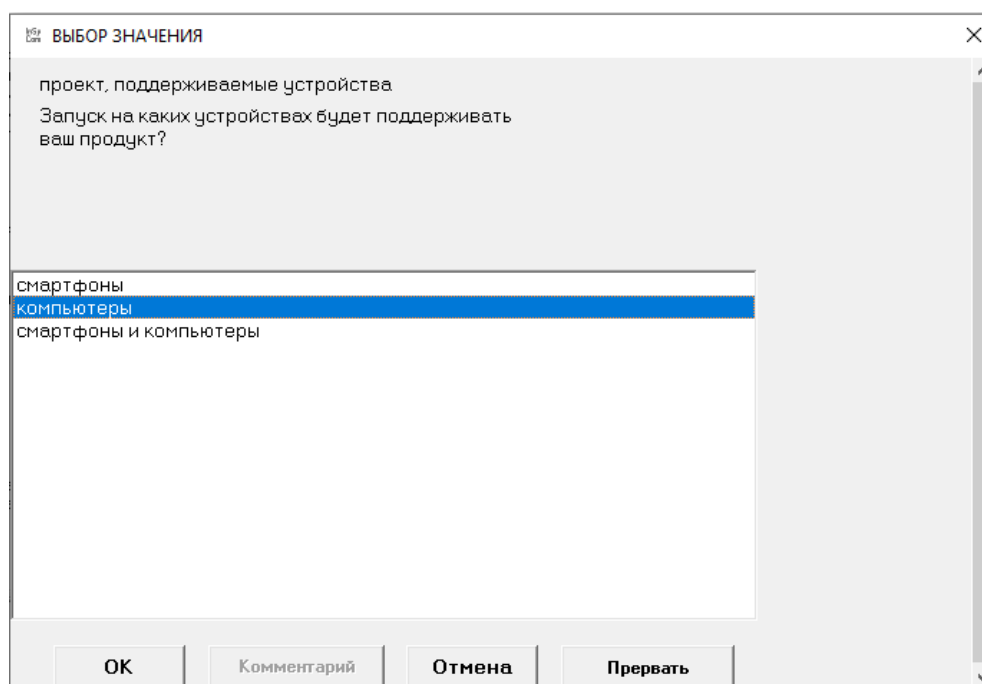 ВЫБОР ЗНАЧЕНИЯ
проект, поддерживаемые устройства
Запуск на каких устройствах будет поддерживать
ваш продукт?
смартфоны
компьютеры
смартфоны и компьютеры
OK Комментарий Отмена Прервать